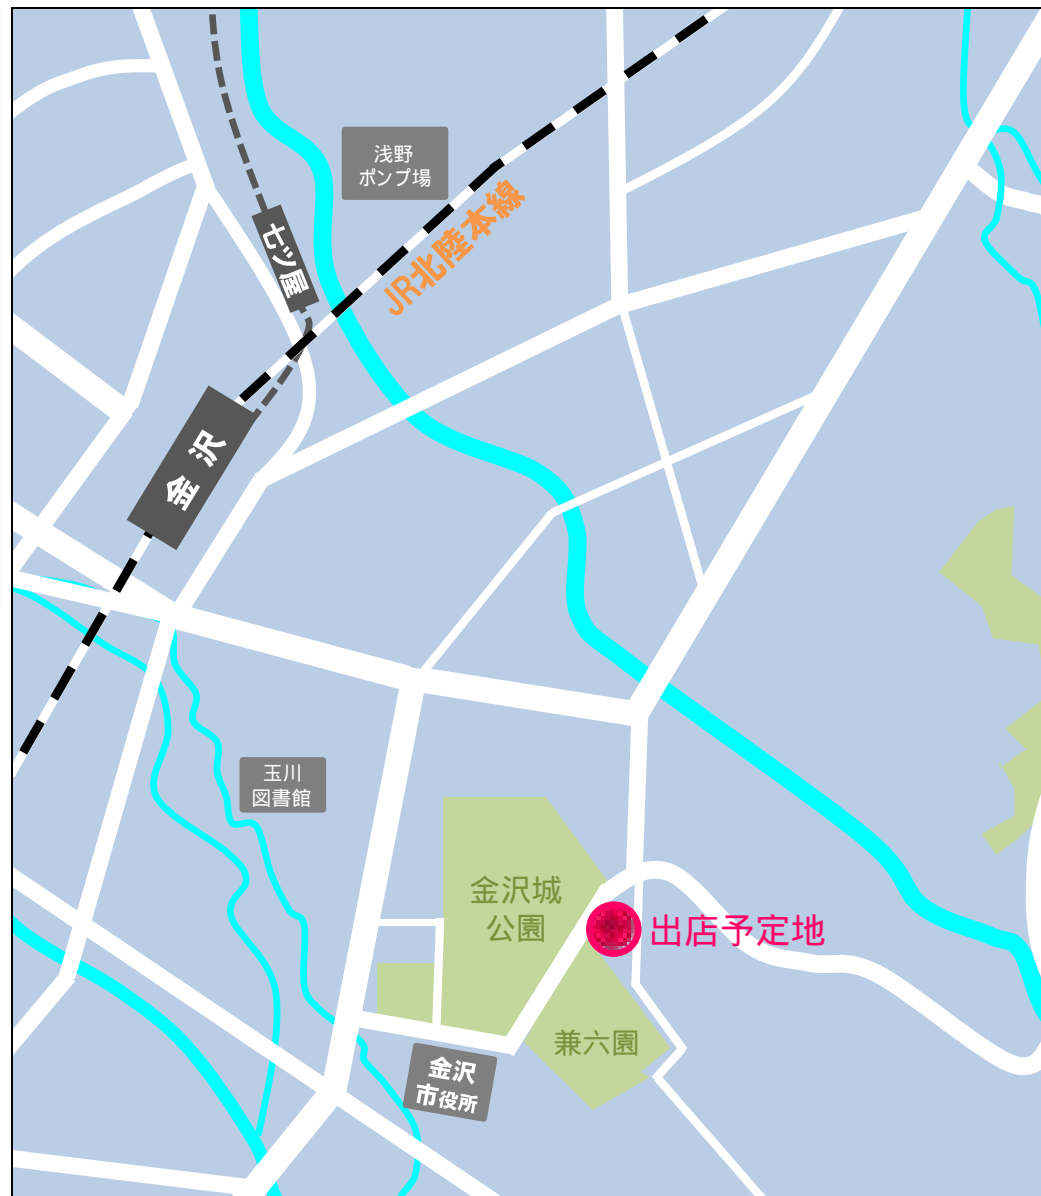 浅野
ポンプ場
七ツ屋
JR北陸本線
金沢
玉川
図書館
金沢城
公園
出店予定地
兼六園
金沢
市役所